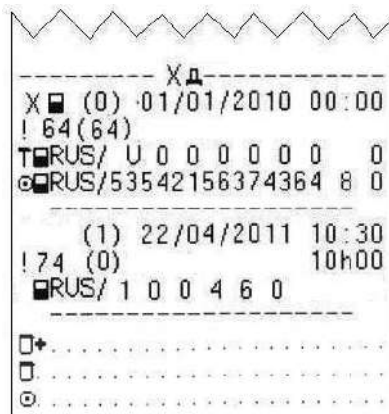 Х Д
X (0) 01/01/2010 00:00
! 64(64)
T RUS/ U 0 0 0 0 0 0 0
RUS/53542156374364 8 0
(1) 22/04/2011 10:30
!74 (0) 10h00
RUS/ 1 0 0 4 6 0
+